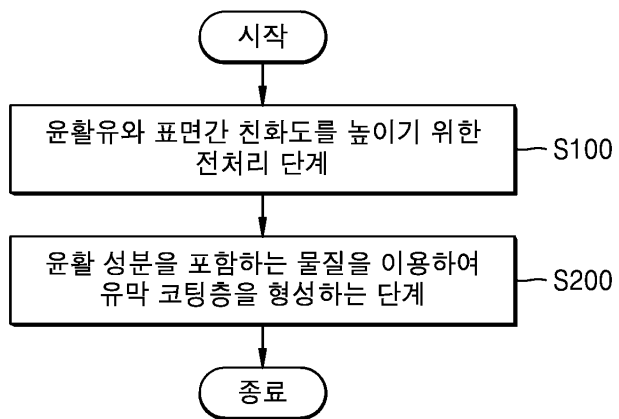 시작
윤활유와 표면간 친화도를 높이기 위한
전처리 단계
S100
윤활 성분을 포함하는 물질을 이용하여
유막 코팅층을 형성하는 단계
S200
종료